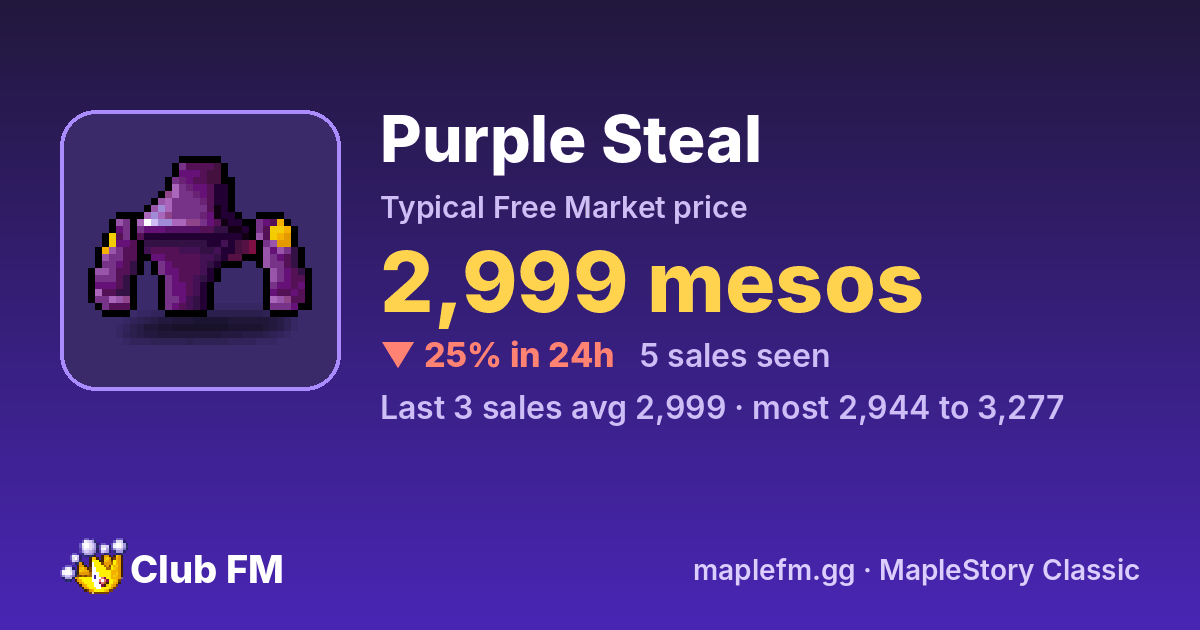 Purple Steal
Typical Free Market price
2,999 mesos
▼ 25% in 24h 5 sales seen
Last 3 sales avg 2,999 · most 2,944 to 3,277
Club FM
maplefm.gg · MapleStory Classic